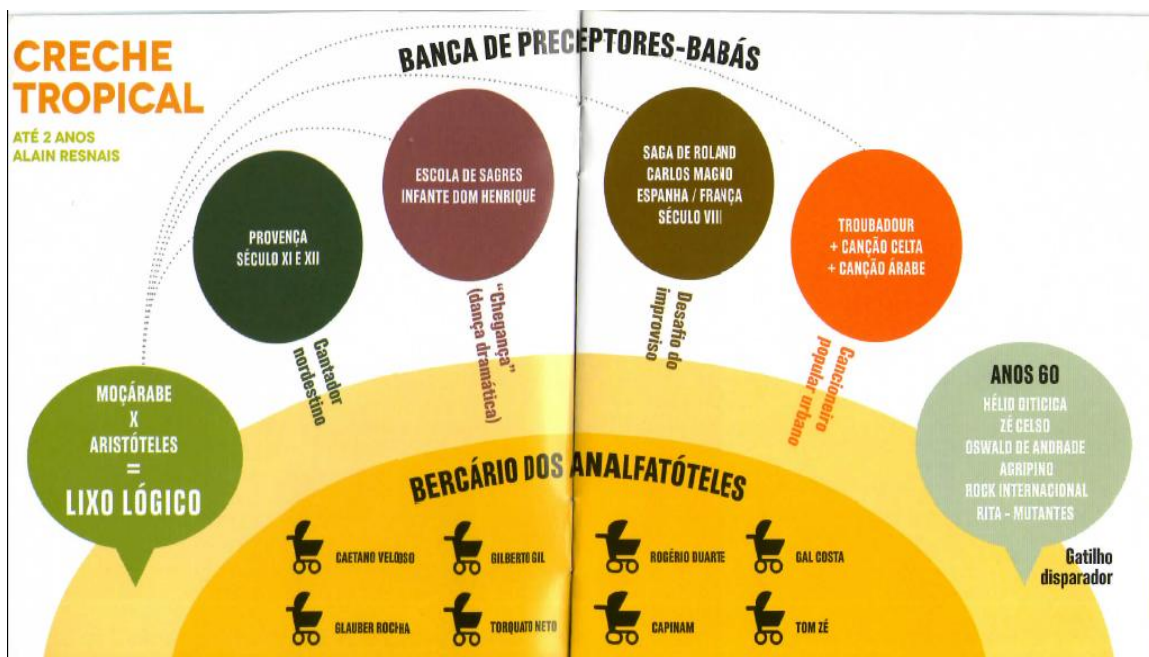 CRECHE
TROPICAL
ATÉ 2 ANOS
ALAIN RESNAIS
BANCA DE PRECEPTORES-BABÁS
PROVENÇA
SÉCULO XI E XII
Cantador
nordestino
ESCOLA DE SAGRES
INFANTE DOM HENRIQUE
"Chegança"
(dança dramática)
SAGA DE ROLAND
CARLOS MAGNO
ESPANHA / FRANÇA
SÉCULO VIII
Desafio do
improviso
TROUBADOUR
+ CANÇÃO CELTA
+ CANÇÃO ÁRABE
Cancioneiro
popular urbano
MOÇÁRABE
X
ARISTÓTELES
=
LIXO LÓGICO
ANOS 60
HÉLIO OITICICA
ZÉ CELSO
OSWALD DE ANDRADE
AGRIPINO
ROCK INTERNACIONAL
RITA - MUTANTES
Gatilho
disparador
BERCÁRIO DOS ANALFATÓTELES
CAETANO VELOSO
GILBERTO GIL
ROGÉRIO DUARTE
GAL COSTA
GLAUBER ROCHA
TORQUATO NETO
CAPINAM
TOM ZÉ